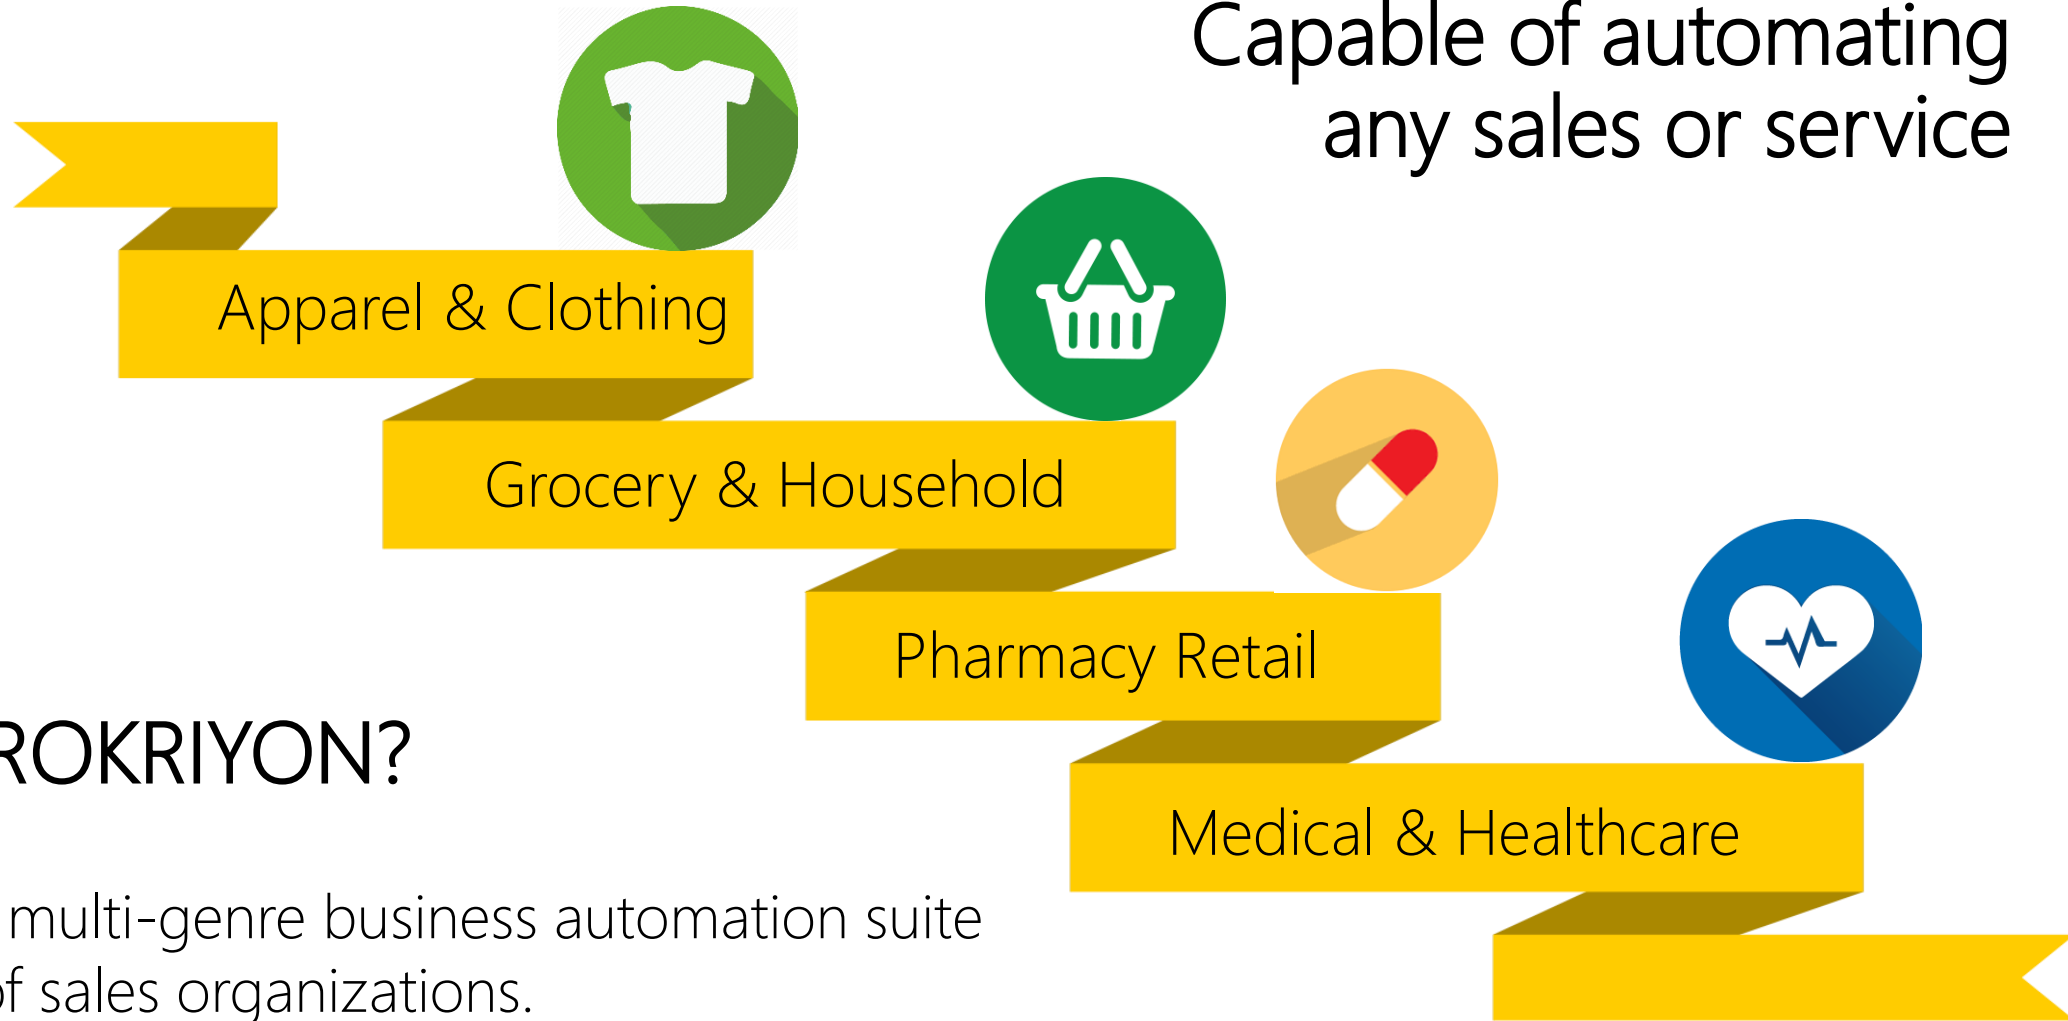 Capable of automating
any sales or service
Apparel & Clothing
Grocery & Household
Pharmacy Retail
ROKRIYON?
Medical & Healthcare
multi-genre business automation suite
of sales organizations.